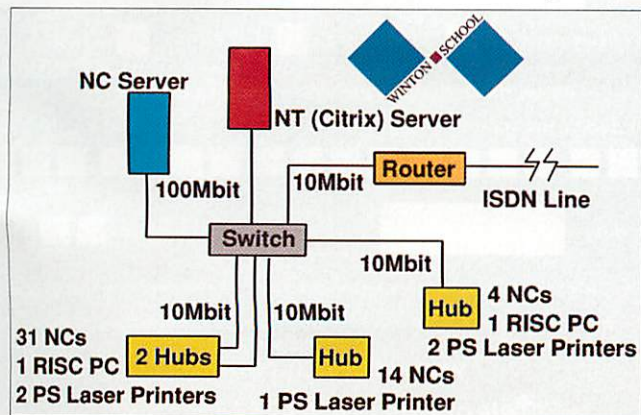 WINTON SCHOOL
NC Server
NT (Citrix) Server
100Mbit
10Mbit
Router
ISDN Line
Switch
10Mbit
10Mbit
10Mbit
31 NCs
1 RISC PC
2 PS Laser Printers
2 Hubs
Hub
14 NCs
1 PS Laser Printer
Hub
4 NCs
1 RISC PC
2 PS Laser Printers